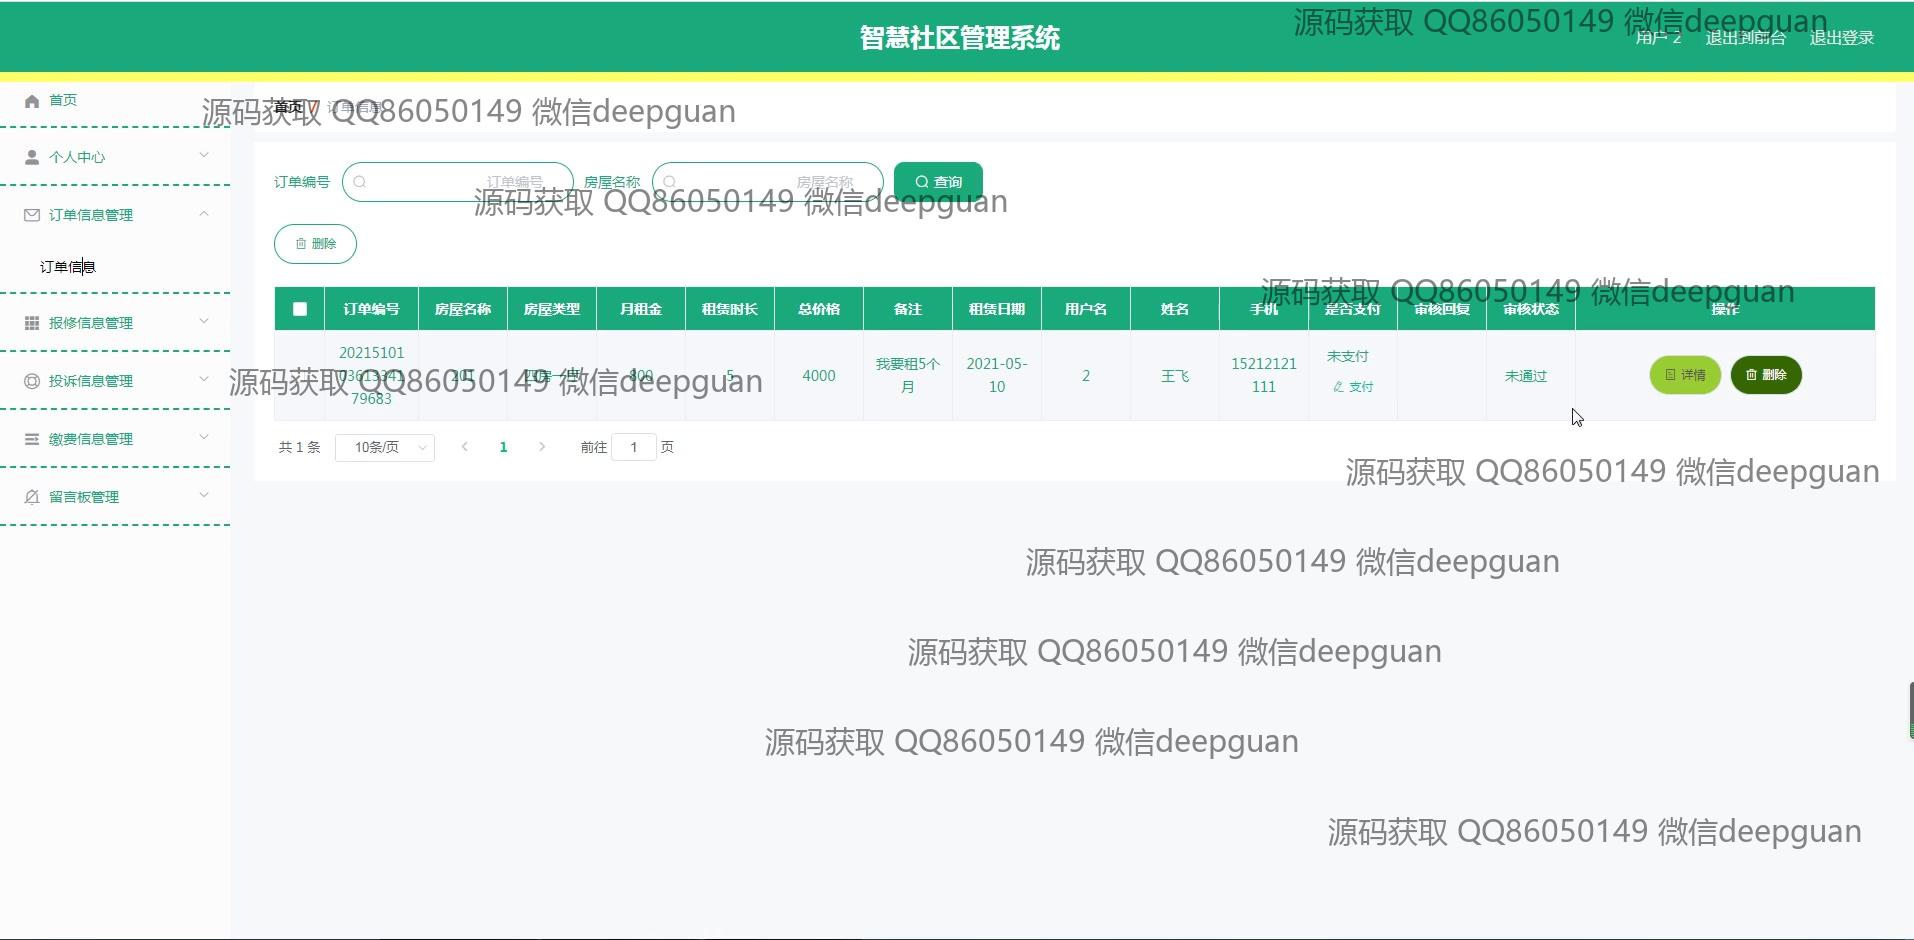 智慧社区管理系统
源码获取 QQ86050149 微信deepguan
用户 2 退出到前台 退出登录
首页
首页 / 订单信息
源码获取 QQ86050149 微信deepguan
个人中心
订单编号 订单编号 房屋名称 房屋名称 查询
源码获取 QQ86050149 微信deepguan
订单信息管理
删除
订单信息
源码获取 QQ86050149 微信deepguan
订单编号 房屋名称 房屋类型 月租金 租赁时长 总价格 备注 租赁日期 用户名 姓名 手机 是否支付 审核回复 审核状态 操作
报修信息管理
20215101
03613341
79683
201
800
5
4000
我要租5个
月
2021-05-
10
2
王飞
15212121
111
未支付
支付
未通过
详情
删除
源码获取 QQ86050149 微信deepguan
投诉信息管理
缴费信息管理
共 1 条 10条/页 1 前往 1 页
源码获取 QQ86050149 微信deepguan
留言板管理
源码获取 QQ86050149 微信deepguan
源码获取 QQ86050149 微信deepguan
源码获取 QQ86050149 微信deepguan
源码获取 QQ86050149 微信deepguan